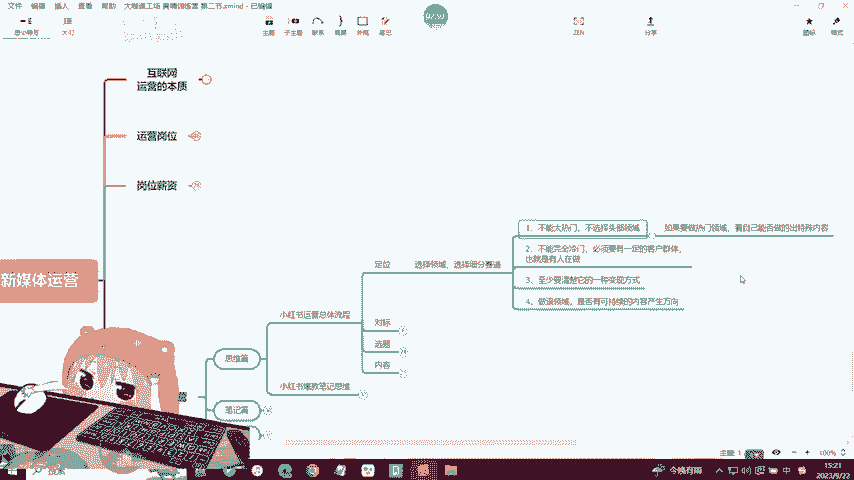 文件 编辑 插入 查看 帮助 大帷道工场 黄埔训练营 第二节.xmind - 已编辑
主题 子主题 联系 概要 外框 笔记
ZEN
分享
图标
格式
互联网
运营的本质
运营岗位
岗位薪资
新媒体运营
思维篇
笔记篇
小红书运营总体流程
小红书爆款笔记思维
定位
对标
选题
内容
选择领域、选择细分赛道
1、不能太热门，不选择头部领域
如果要做热门领域，看自己能否做的出特殊内容
2、不能完全冷门，必须要有一定的客户群体，
也就是有人在做
3、至少要清楚它的一种变现方式
4、做该领域，是否有可持续的内容产生方向
主题: 1
100%
今晚有雨
中
15:21
2023/9/22